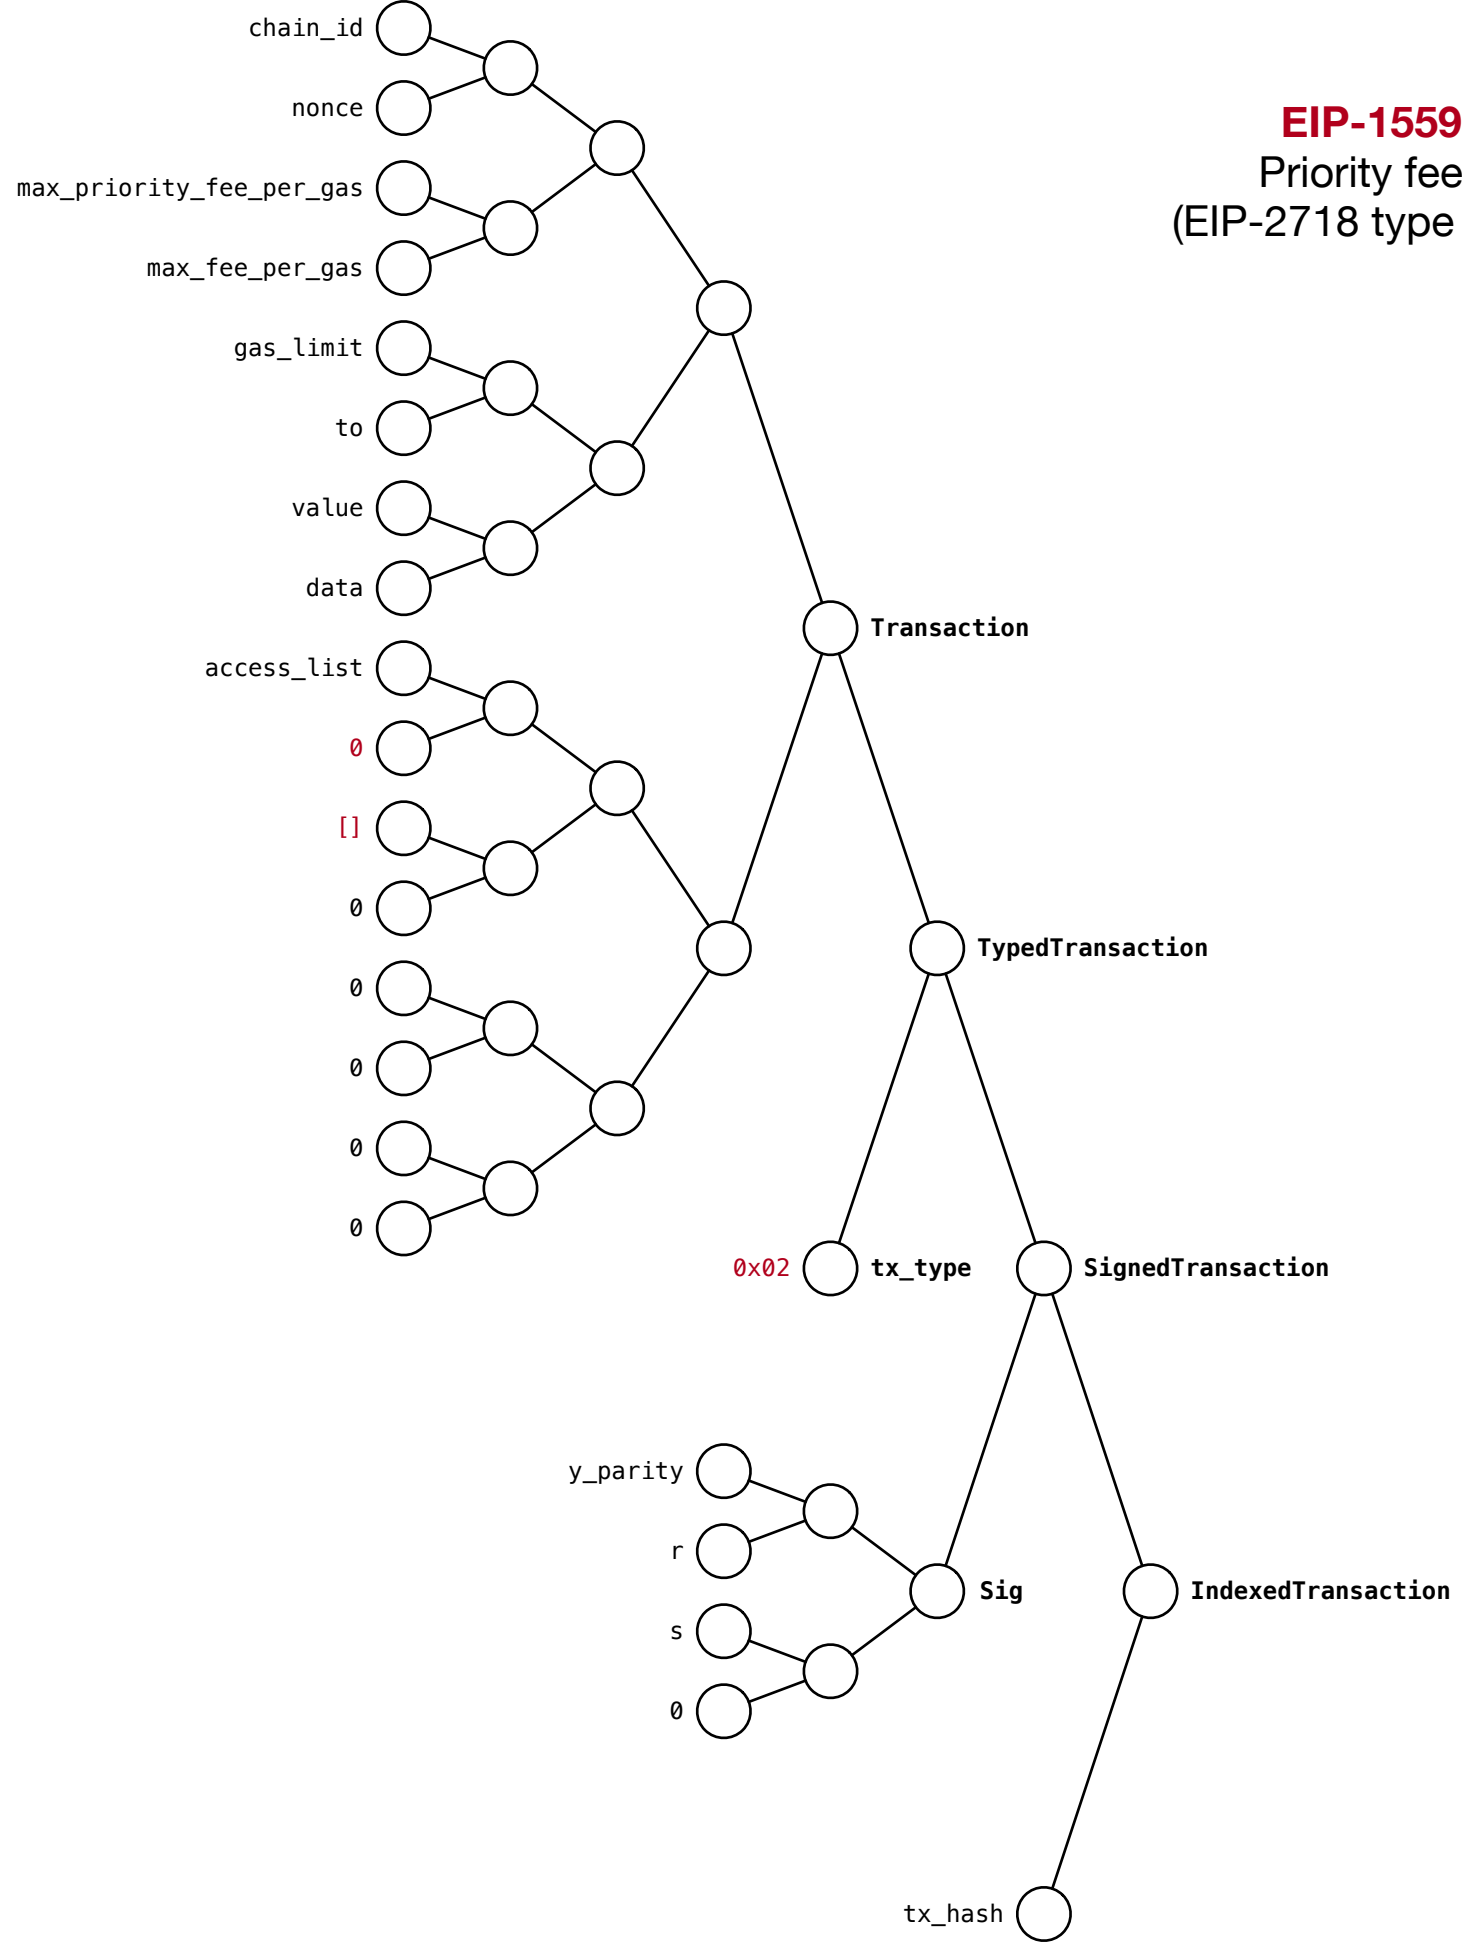 chain_id
nonce
max_priority_fee_per_gas
max_fee_per_gas
gas_limit
to
value
data
access_list
0
[]
0
0
0
0
0
EIP-1559
Priority fee
(EIP-2718 type
Transaction
TypedTransaction
0x02 tx_type
SignedTransaction
y_parity
r
s
0
Sig
IndexedTransaction
tx_hash